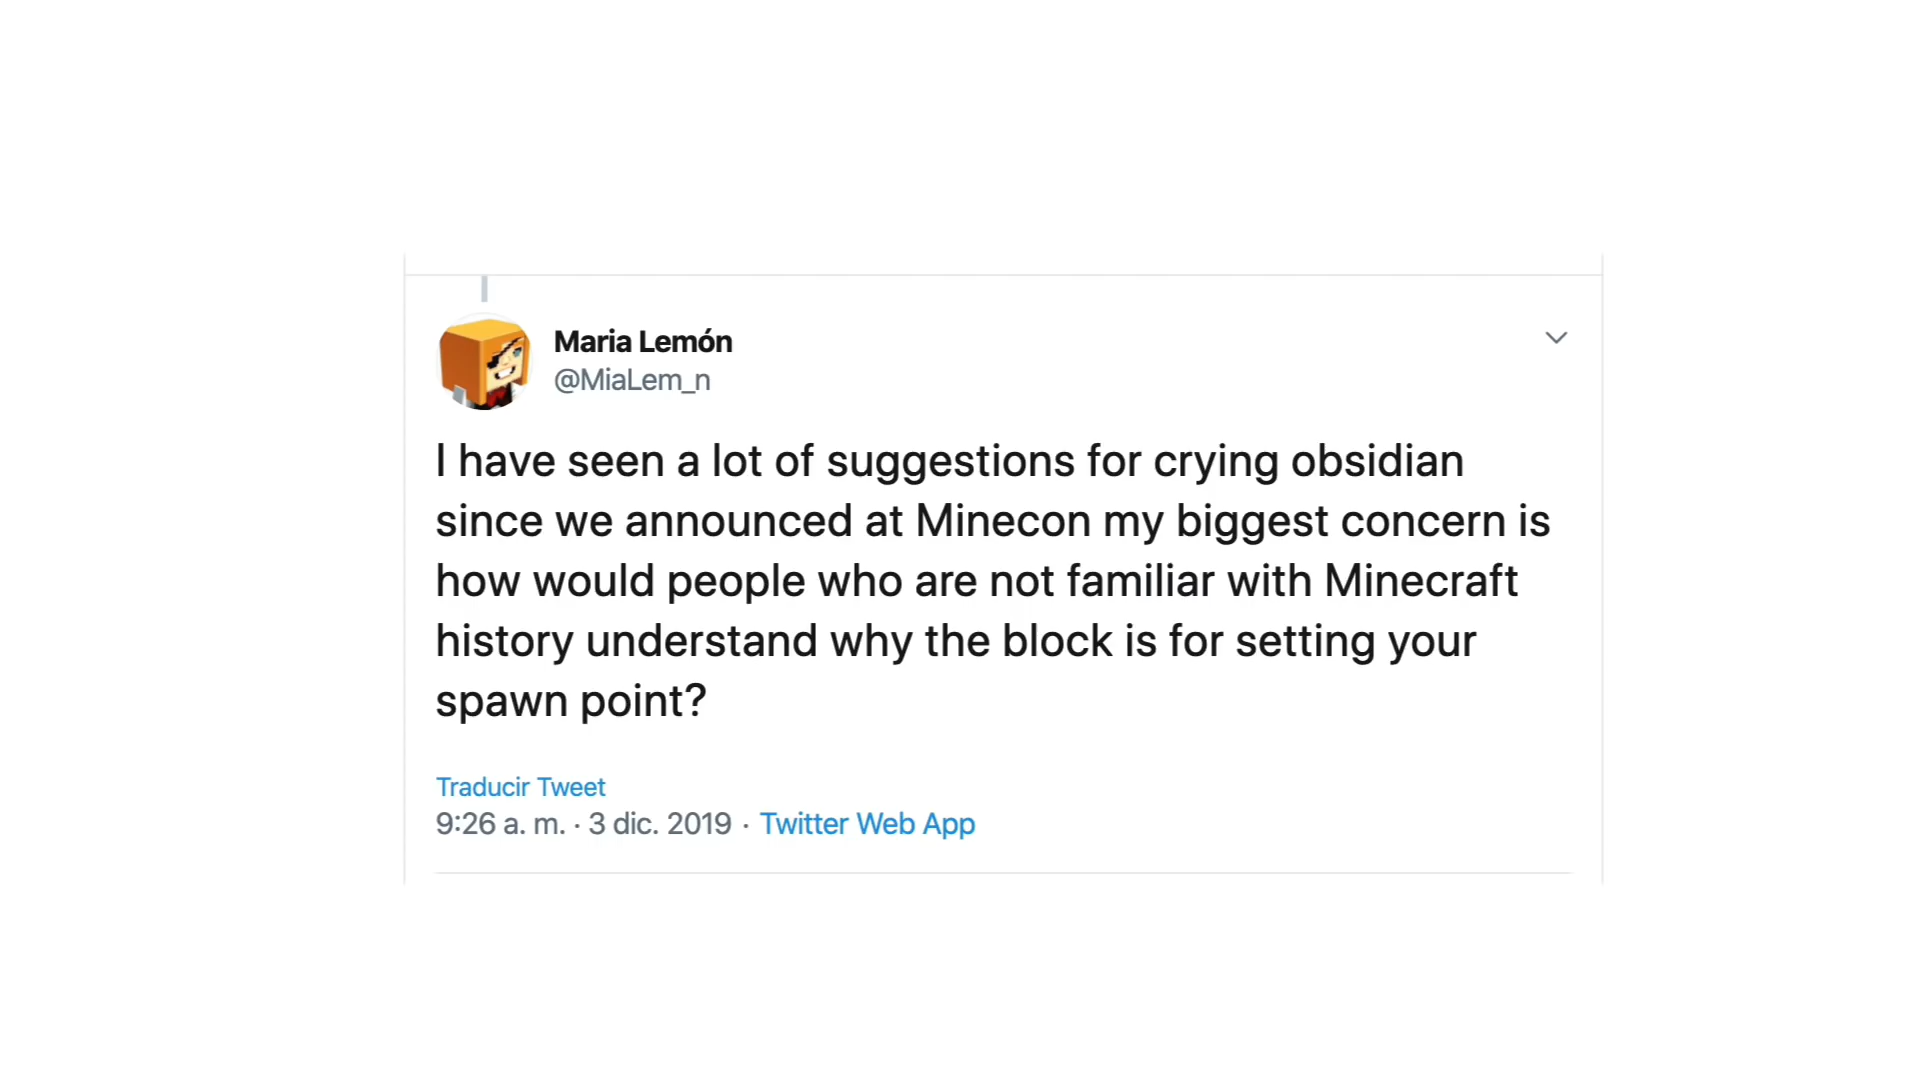 Maria Lemón
@MiaLem_n
I have seen a lot of suggestions for crying obsidian
since we announced at Minecon my biggest concern is
how would people who are not familiar with Minecraft
history understand why the block is for setting your
spawn point?
Traducir Tweet
9:26 a. m. · 3 dic. 2019 · Twitter Web App